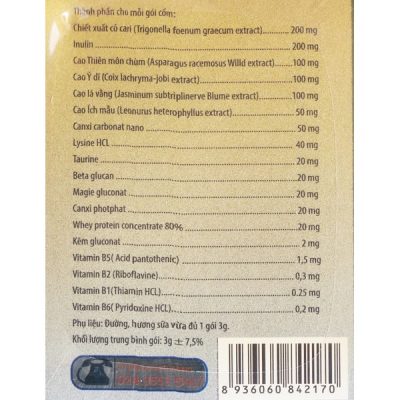 Thành phần cho mỗi gói cốm:
Chiết xuất cỏ cari (Trigonella foenum graecum extract) 200 mg
Inulin 200 mg
Cao Thiên môn chùm (Asparagus racemosus Willd extract) 100 mg
Cao Ý dĩ (Coix lachryma-jobi extract) 100 mg
Cao lá vằng (Jasminum subtriplinerve Blume extract) 100 mg
Cao Ích mẫu (Leonurus heterophyllus extract) 50 mg
Canxi carbonat nano 50 mg
Lysine HCL 40 mg
Taurine 20 mg
Beta glucan 20 mg
Magie gluconat 20 mg
Canxi photphat 20 mg
Whey protein concentrate 80% 20 mg
Kẽm gluconat 2 mg
Vitamin B5( Acid pantothenic) 1,5 mg
Vitamin B2 (Riboflavine) 0,3 mg
Vitamin B1(Thiamin HCL) 0.25 mg
Vitamin B6( Pyridoxine HCL) 0,2 mg
Phụ liệu: Đường, hương sữa vừa đủ 1 gói 3g.
Khối lượng trung bình gói: 3g ± 7,5%
8 936060 842170